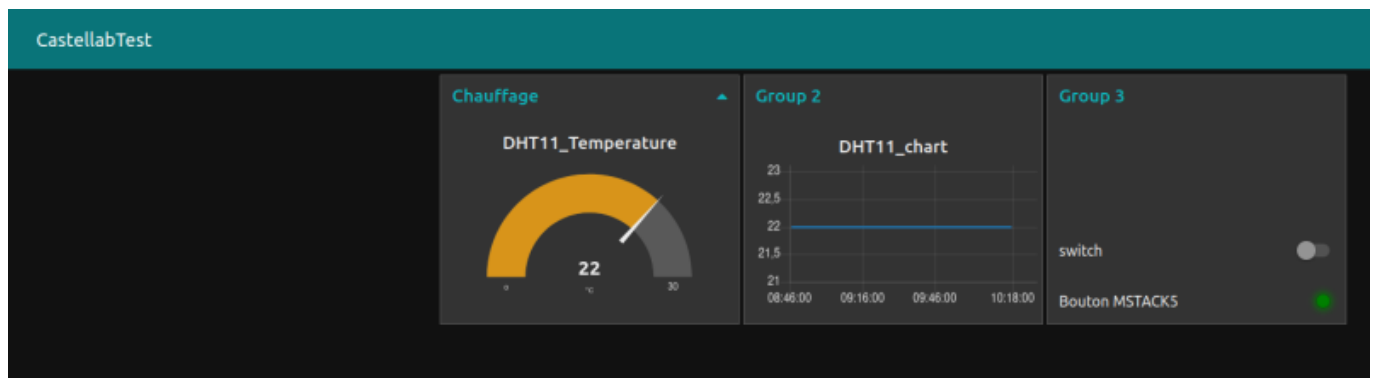 CastellabTest
Chauffage
DHT11_Temperature
22
0
°C
30
Group 2
DHT11_chart
23
22,5
22
21,5
21
08:46:00 09:16:00 09:46:00 10:18:00
Group 3
switch
Bouton M5TACK5